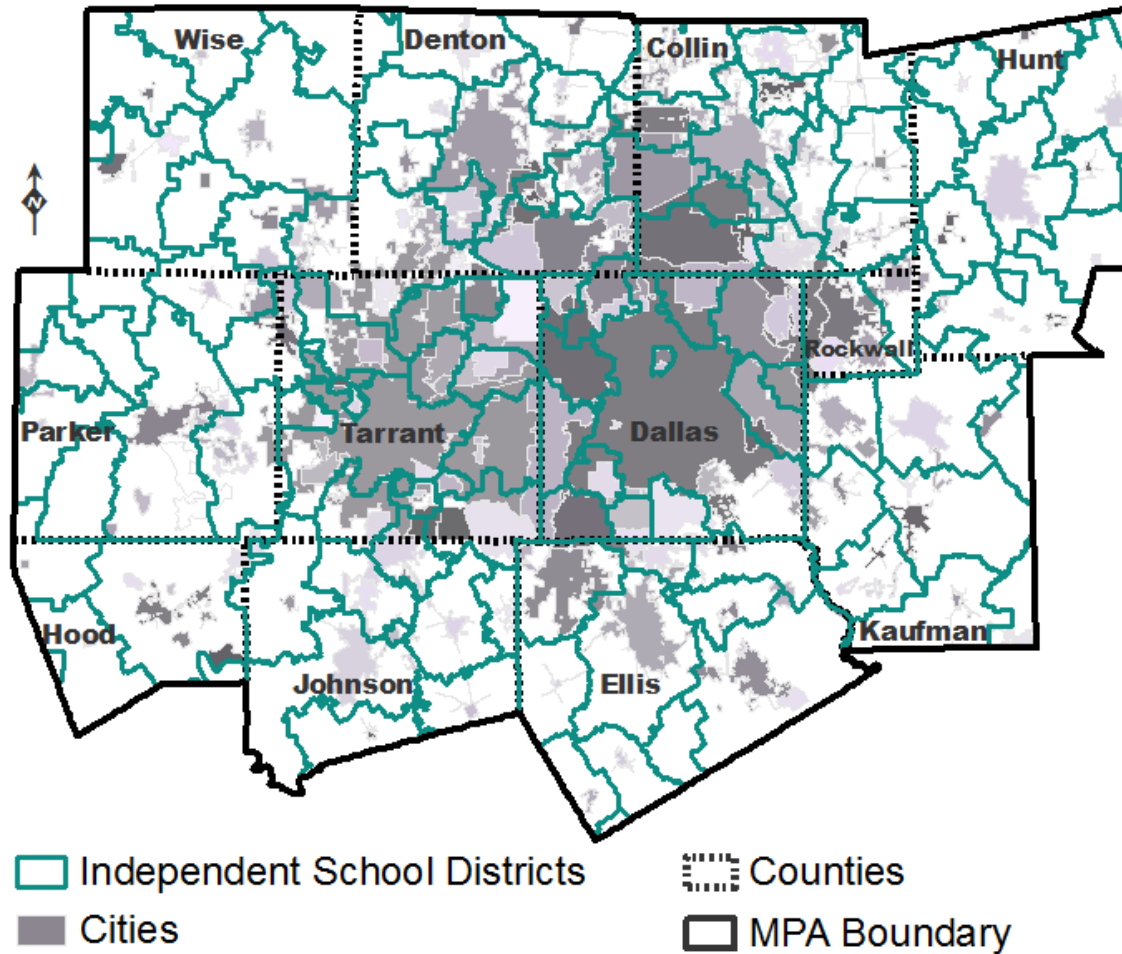 Wise
Denton
Collin
Hunt
N
Rockwall
Parker
Tarrant
Dallas
Hood
Johnson
Ellis
Kaufman
Independent School Districts
Counties
Cities
MPA Boundary